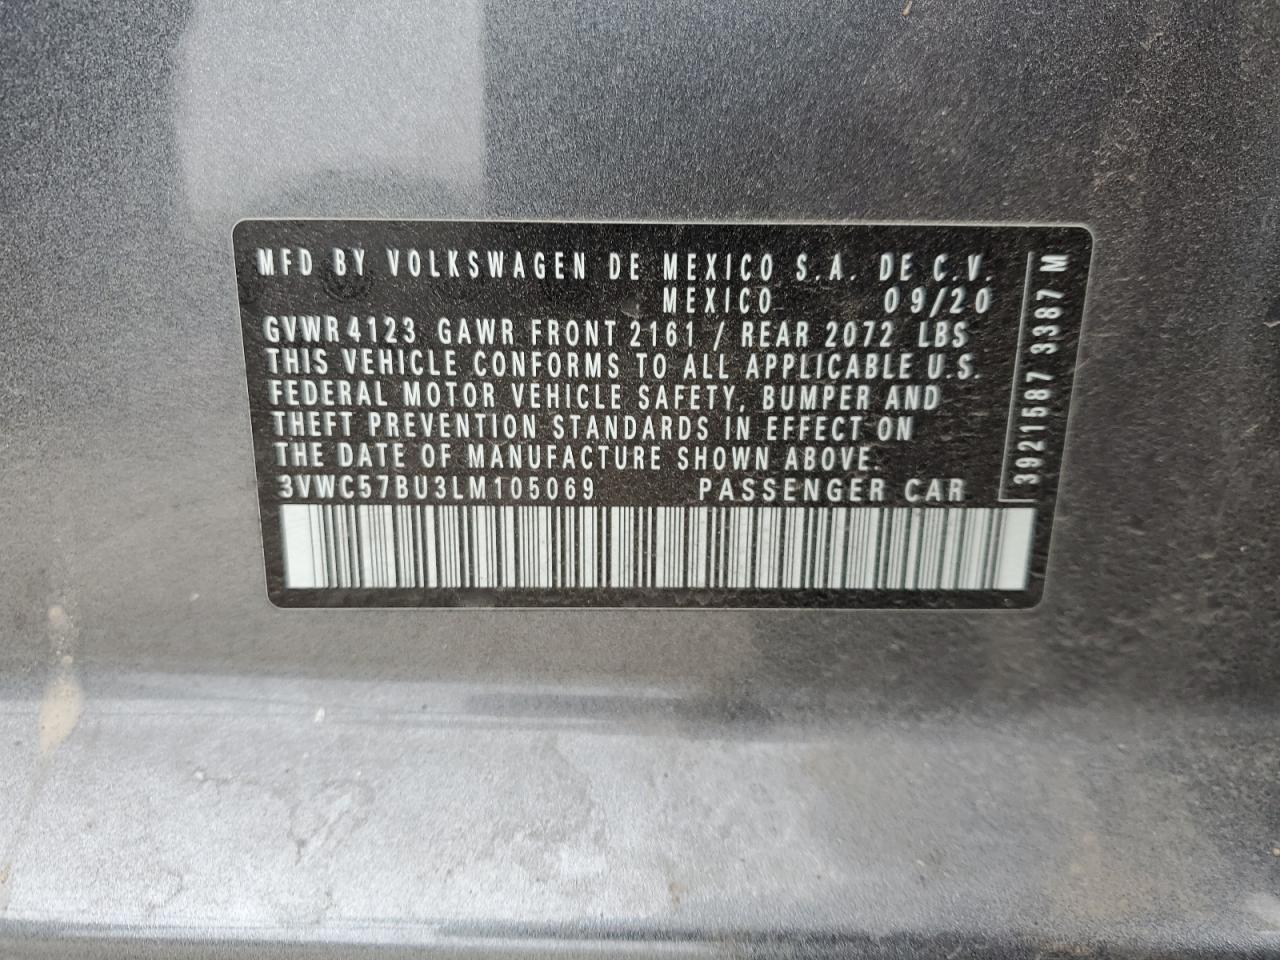 MFD BY VOLKSWAGEN DE MEXICO S.A. DE C.V.
MEXICO 09/20
GVWR 4123 GAWR FRONT 2161 / REAR 2072 LBS
THIS VEHICLE CONFORMS TO ALL APPLICABLE U.S.
FEDERAL MOTOR VEHICLE SAFETY, BUMPER AND
THEFT PREVENTION STANDARDS IN EFFECT ON
THE DATE OF MANUFACTURE SHOWN ABOVE.
3VWC57BU3LM105069 PASSENGER CAR
3921587 3387 M